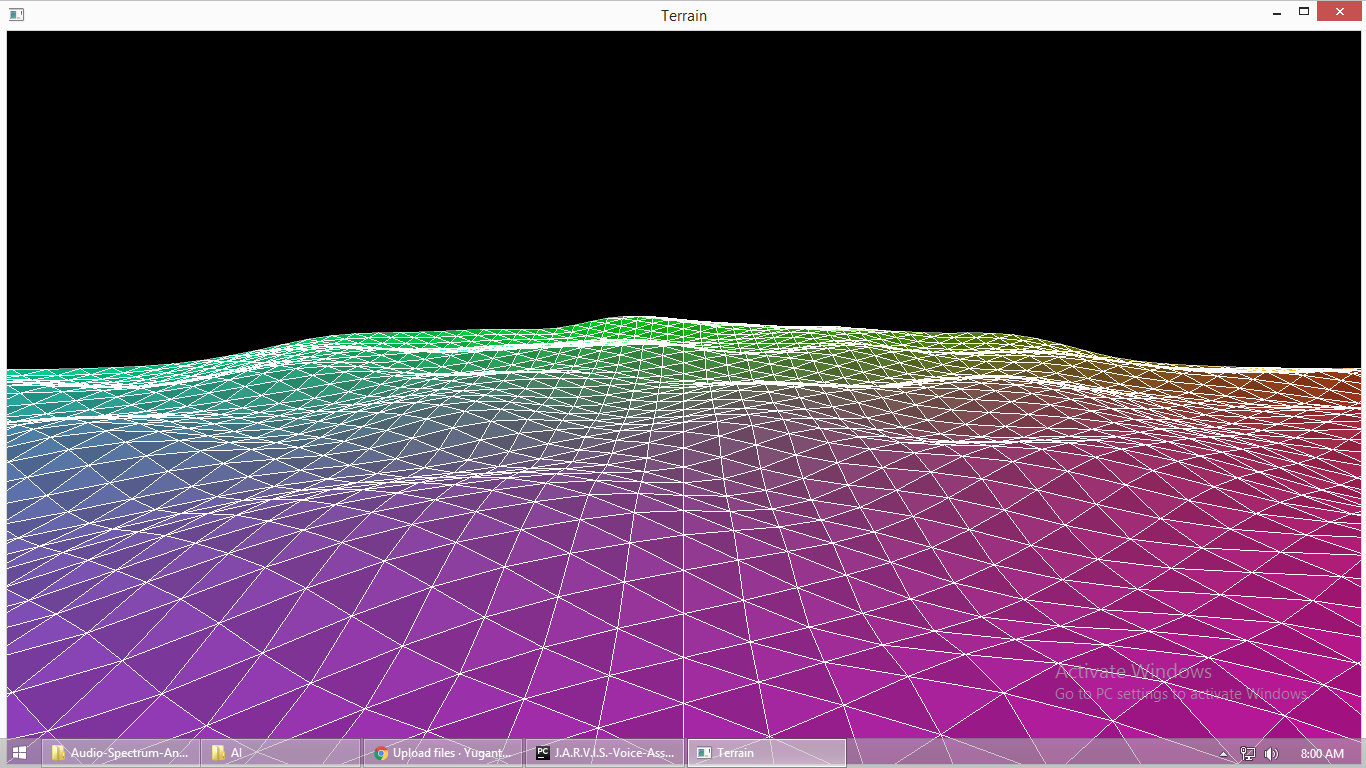 Terrain
Activate Windows
Go to PC settings to activate Windows.
Audio-Spectrum-An...
AI
Upload files · Yugant...
PC
J.A.R.V.I.S.-Voice-Ass...
Terrain
8:00 AM